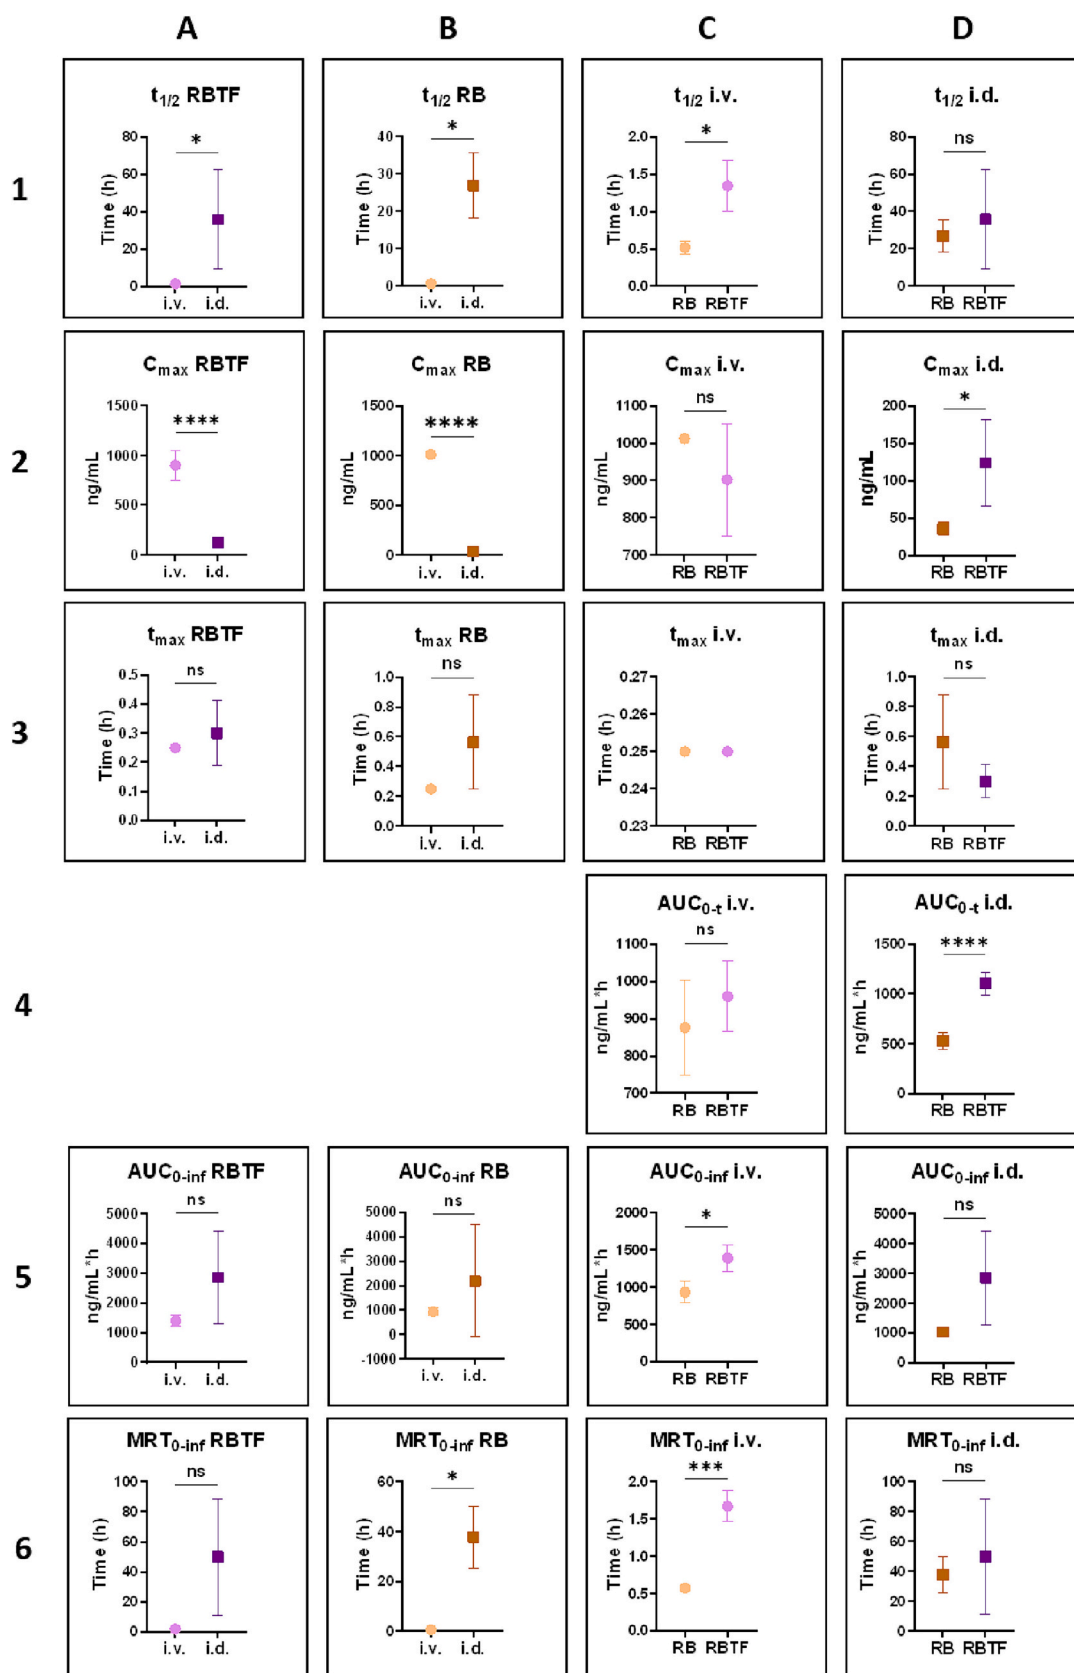 A B C D
1
t1/2 RBTF
*
80
60
40
20
0
Time (h)
i.v. i.d.
t1/2 RB
*
40
30
20
10
0
Time (h)
i.v. i.d.
t1/2 i.v.
*
2.0
1.5
1.0
0.5
0.0
Time (h)
RB RBTF
t1/2 i.d.
ns
80
60
40
20
0
Time (h)
RB RBTF
2
Cmax RBTF
****
1500
1000
500
0
ng/mL
i.v. i.d.
Cmax RB
****
1500
1000
500
0
ng/mL
i.v. i.d.
Cmax i.v.
ns
1100
1000
900
800
700
ng/mL
RB RBTF
Cmax i.d.
*
200
150
100
50
0
ng/mL
RB RBTF
3
tmax RBTF
ns
0.5
0.4
0.3
0.2
0.1
0.0
Time (h)
i.v. i.d.
tmax RB
ns
1.0
0.8
0.6
0.4
0.2
0.0
Time (h)
i.v. i.d.
tmax i.v.
0.27
0.26
0.25
0.24
0.23
Time (h)
RB RBTF
tmax i.d.
ns
1.0
0.8
0.6
0.4
0.2
0.0
Time (h)
RB RBTF
4
AUC0-t i.v.
ns
1100
1000
900
800
700
ng/mL*h
RB RBTF
AUC0-t i.d.
****
1500
1000
500
0
ng/mL*h
RB RBTF
5
AUC0-inf RBTF
ns
5000
4000
3000
2000
1000
0
ng/mL*h
i.v. i.d.
AUC0-inf RB
ns
5000
4000
3000
2000
1000
0
-1000
ng/mL*h
i.v. i.d.
AUC0-inf i.v.
*
2000
1500
1000
500
0
ng/mL*h
RB RBTF
AUC0-inf i.d.
ns
5000
4000
3000
2000
1000
0
ng/mL*h
RB RBTF
6
MRT0-inf RBTF
ns
100
80
60
40
20
0
Time (h)
i.v. i.d.
MRT0-inf RB
*
60
40
20
0
Time (h)
i.v. i.d.
MRT0-inf i.v.
***
2.0
1.5
1.0
0.5
0.0
Time (h)
RB RBTF
MRT0-inf i.d.
ns
100
80
60
40
20
0
Time (h)
RB RBTF